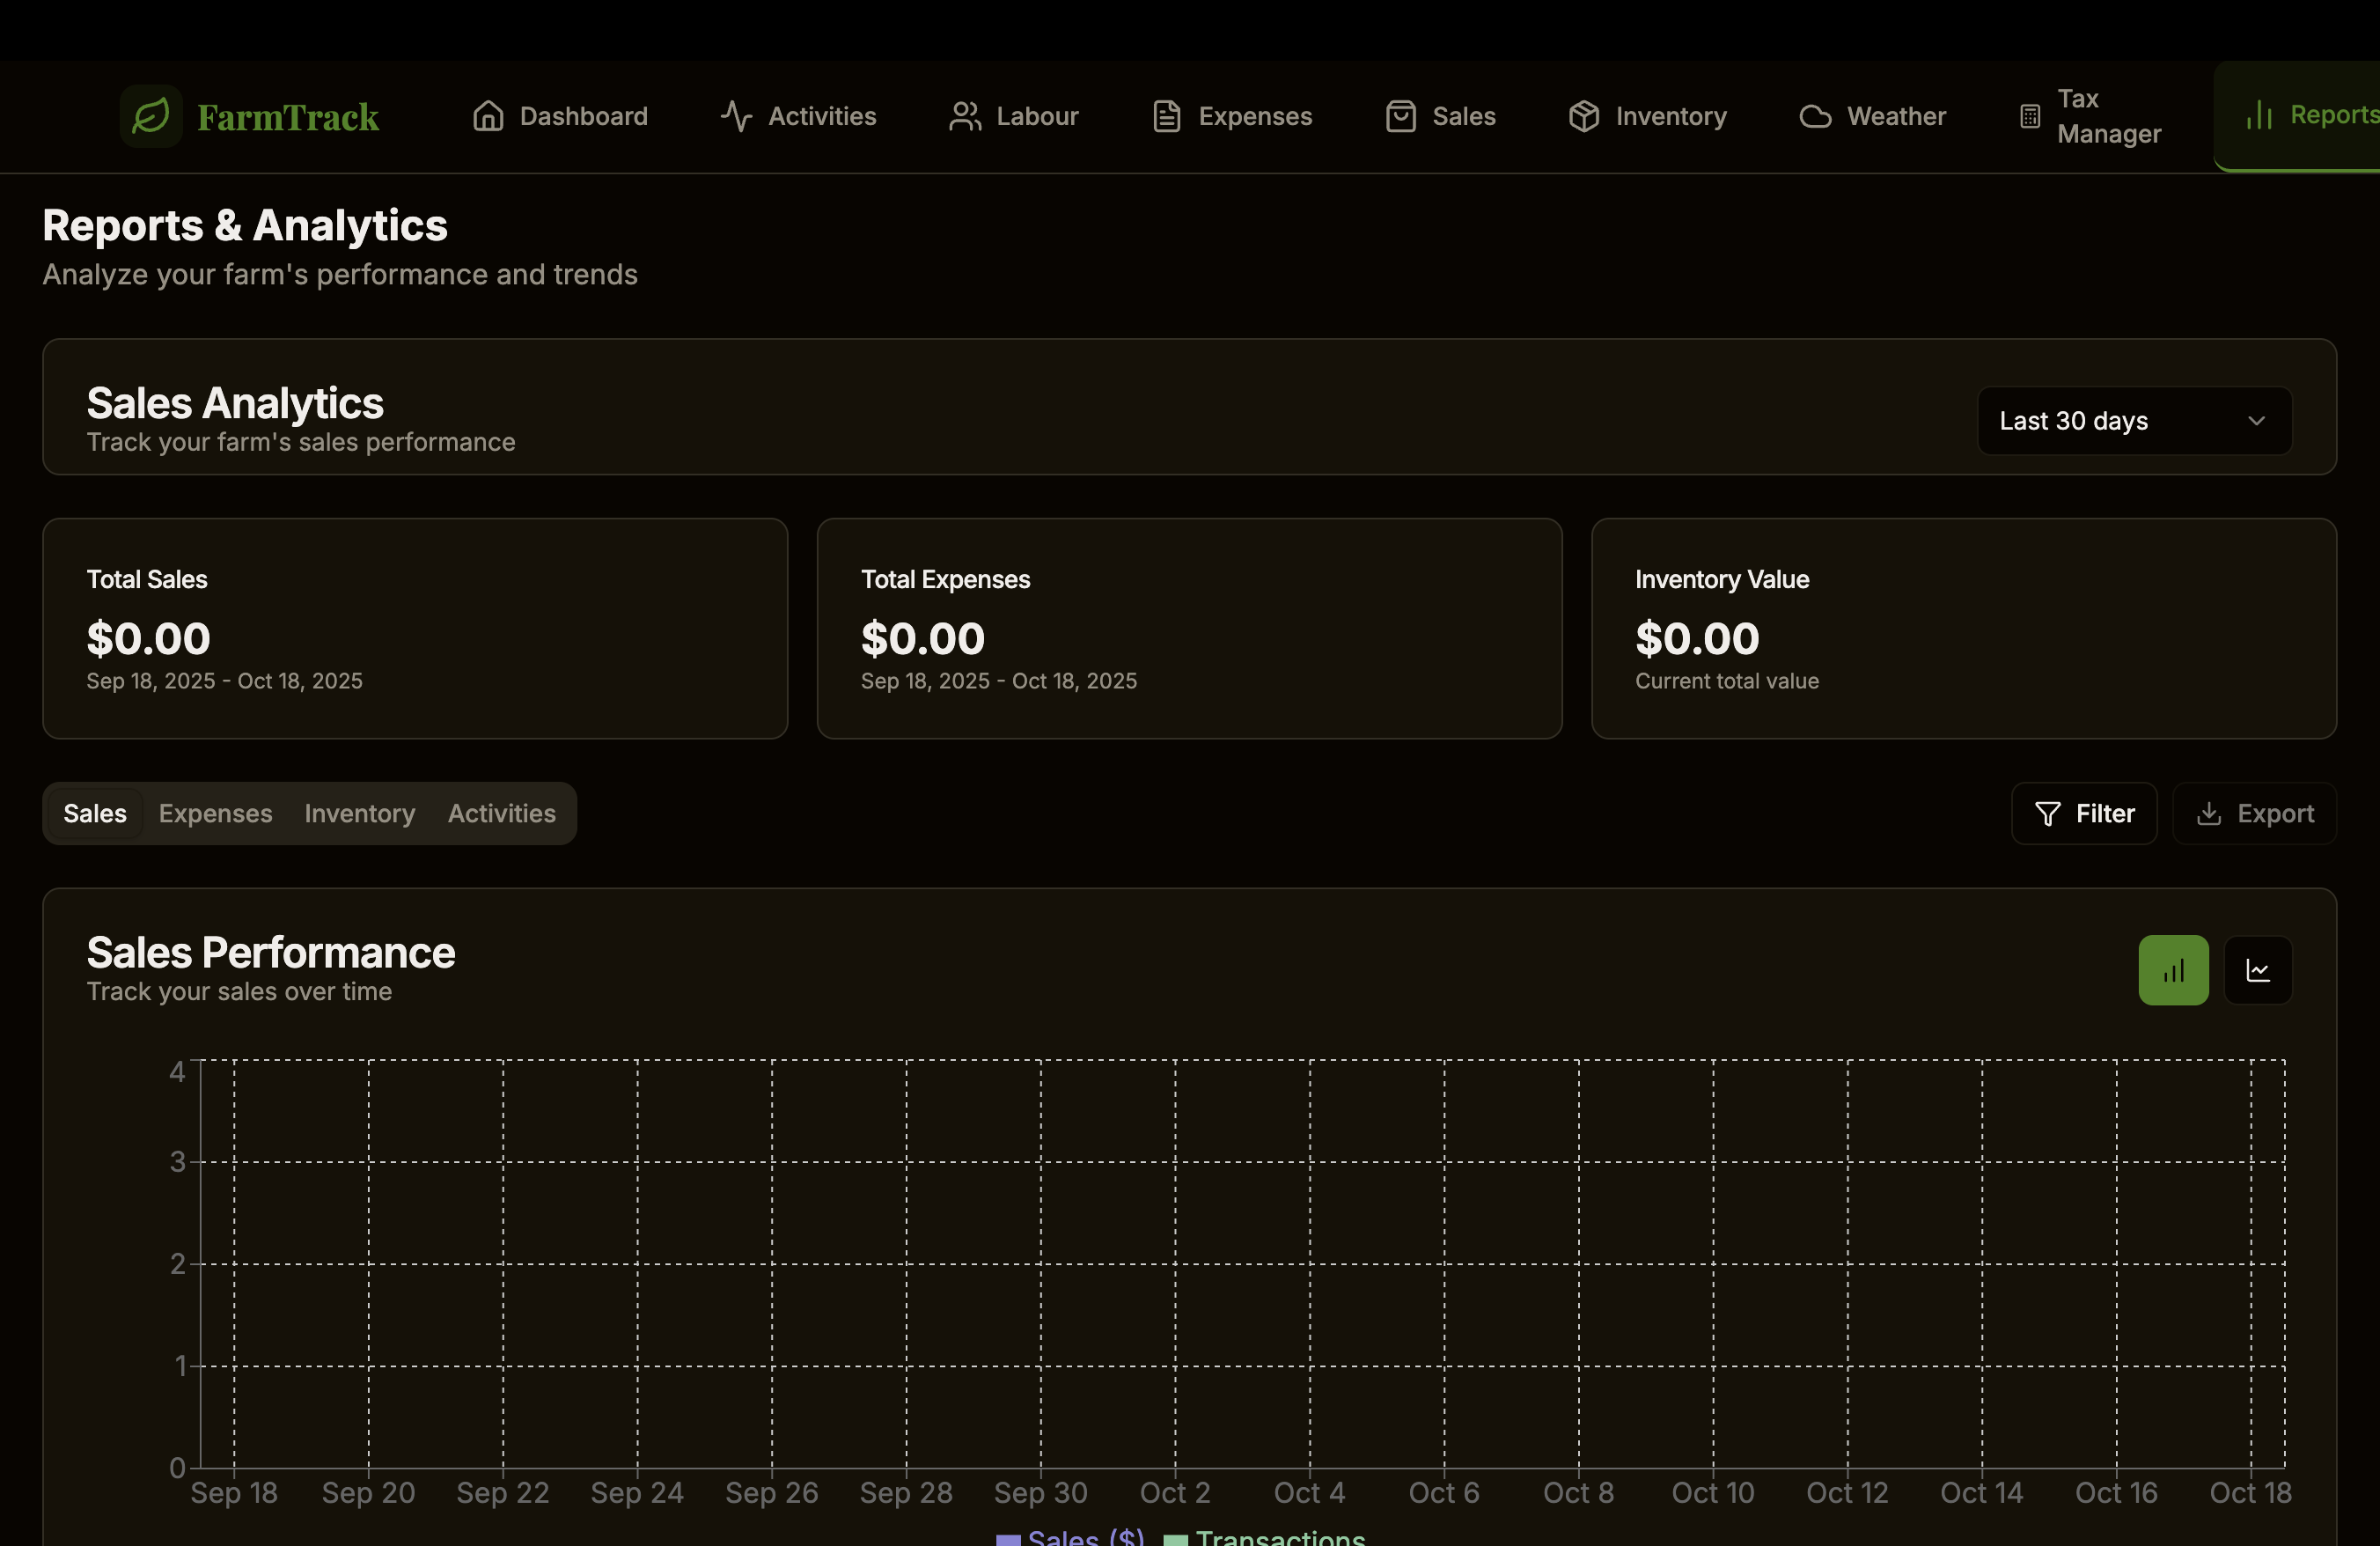 FarmTrack
Dashboard
Activities
Labour
Expenses
Sales
Inventory
Weather
Tax
Manager
Reports
Reports & Analytics
Analyze your farm's performance and trends
Sales Analytics
Track your farm's sales performance
Last 30 days
Total Sales
$0.00
Sep 18, 2025 - Oct 18, 2025
Total Expenses
$0.00
Sep 18, 2025 - Oct 18, 2025
Inventory Value
$0.00
Current total value
Sales Expenses Inventory Activities
Filter
Export
Sales Performance
Track your sales over time
4
3
2
1
0
Sep 18 Sep 20 Sep 22 Sep 24 Sep 26 Sep 28 Sep 30 Oct 2 Oct 4 Oct 6 Oct 8 Oct 10 Oct 12 Oct 14 Oct 16 Oct 18
Sales ($) Transactions